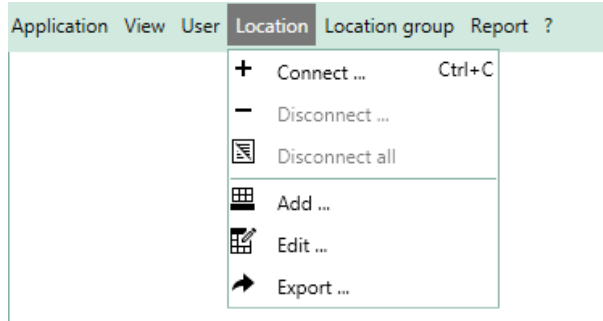 Application View User Location Location group Report ?
Connect ... Ctrl+C
Disconnect ...
Disconnect all
Add ...
Edit ...
Export ...